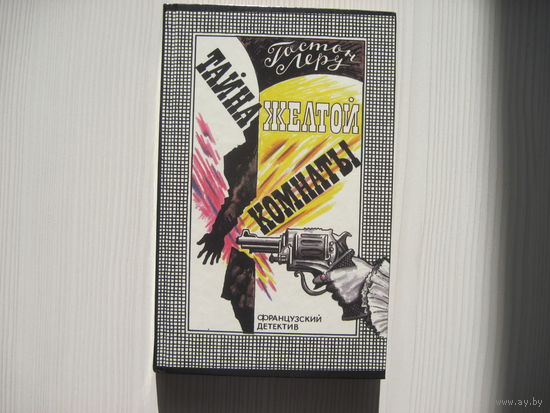 Гастон
Леру
ТАЙНА
ЖЕЛТОЙ
КОМНАТЫ
ФРАНЦУЗСКИЙ
ДЕТЕКТИВ
www.ay.by